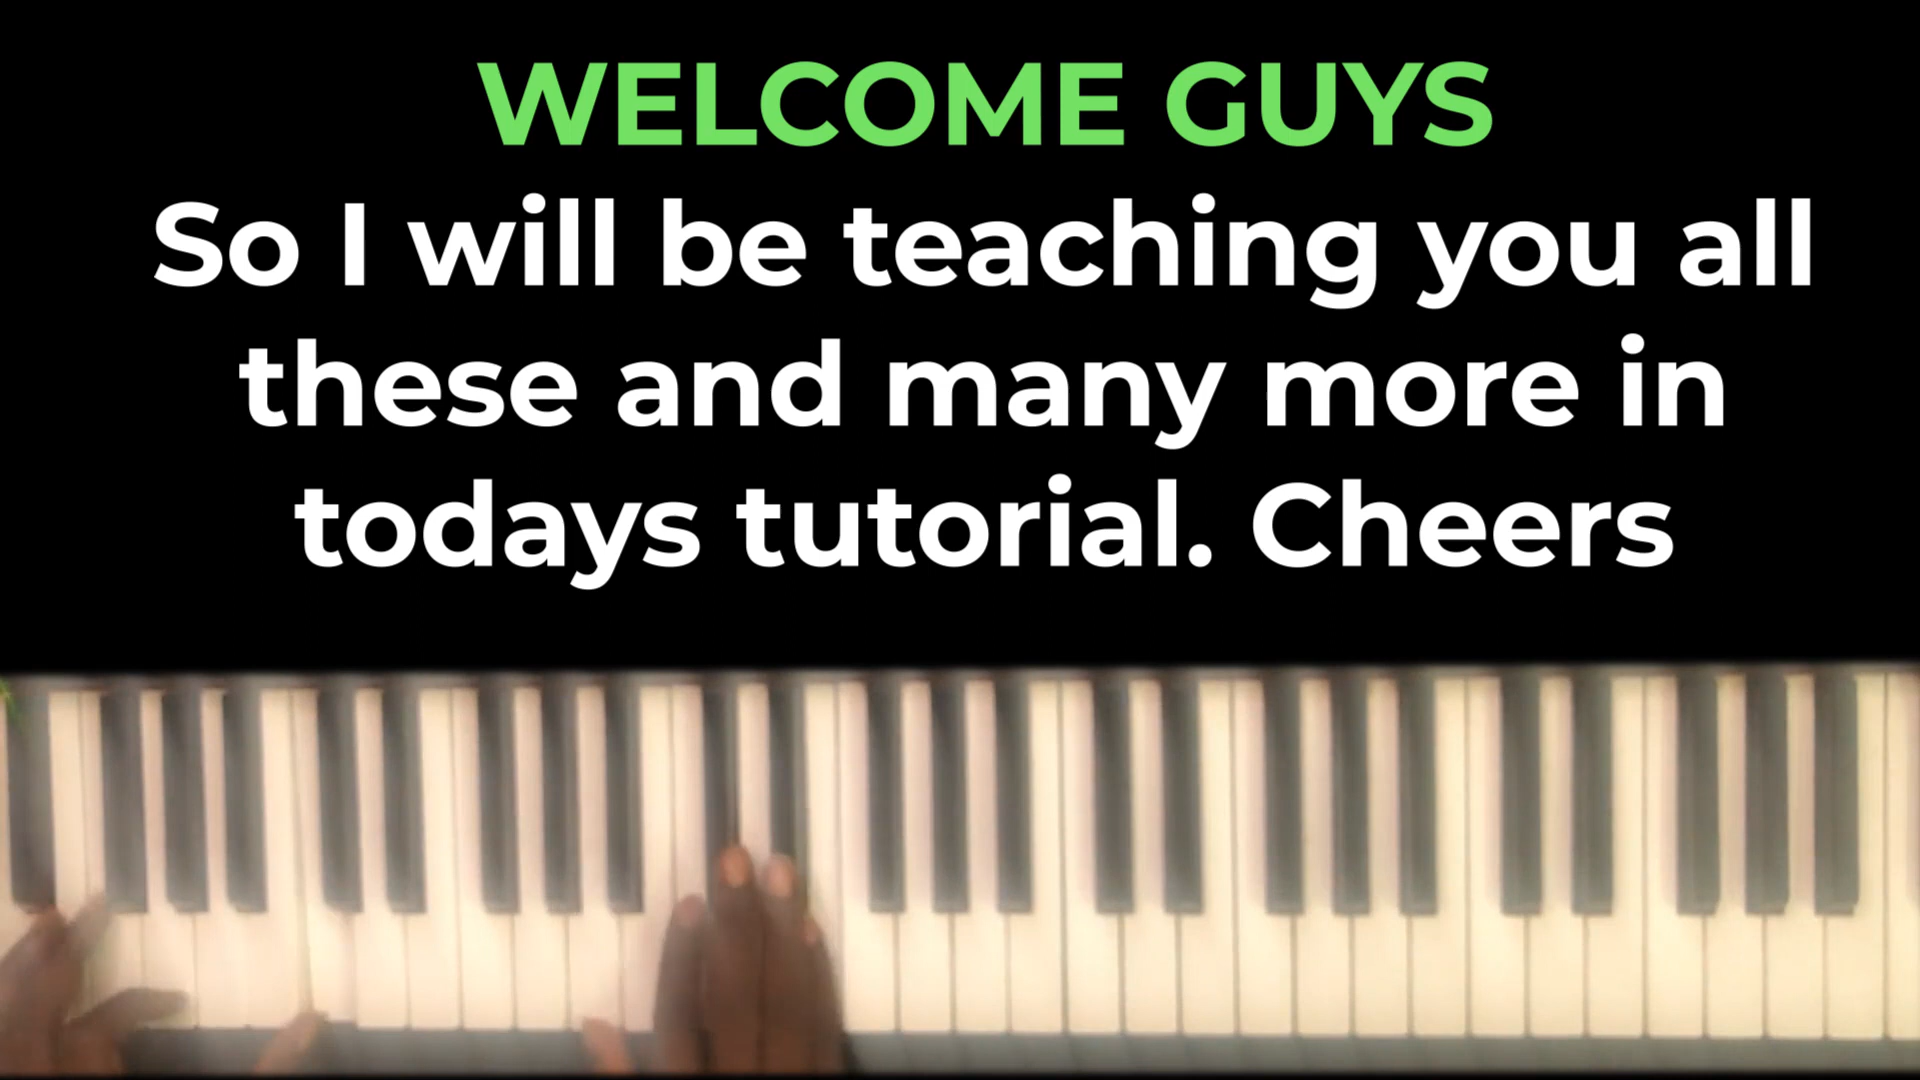 WELCOME GUYS
So I will be teaching you all
these and many more in
todays tutorial. Cheers